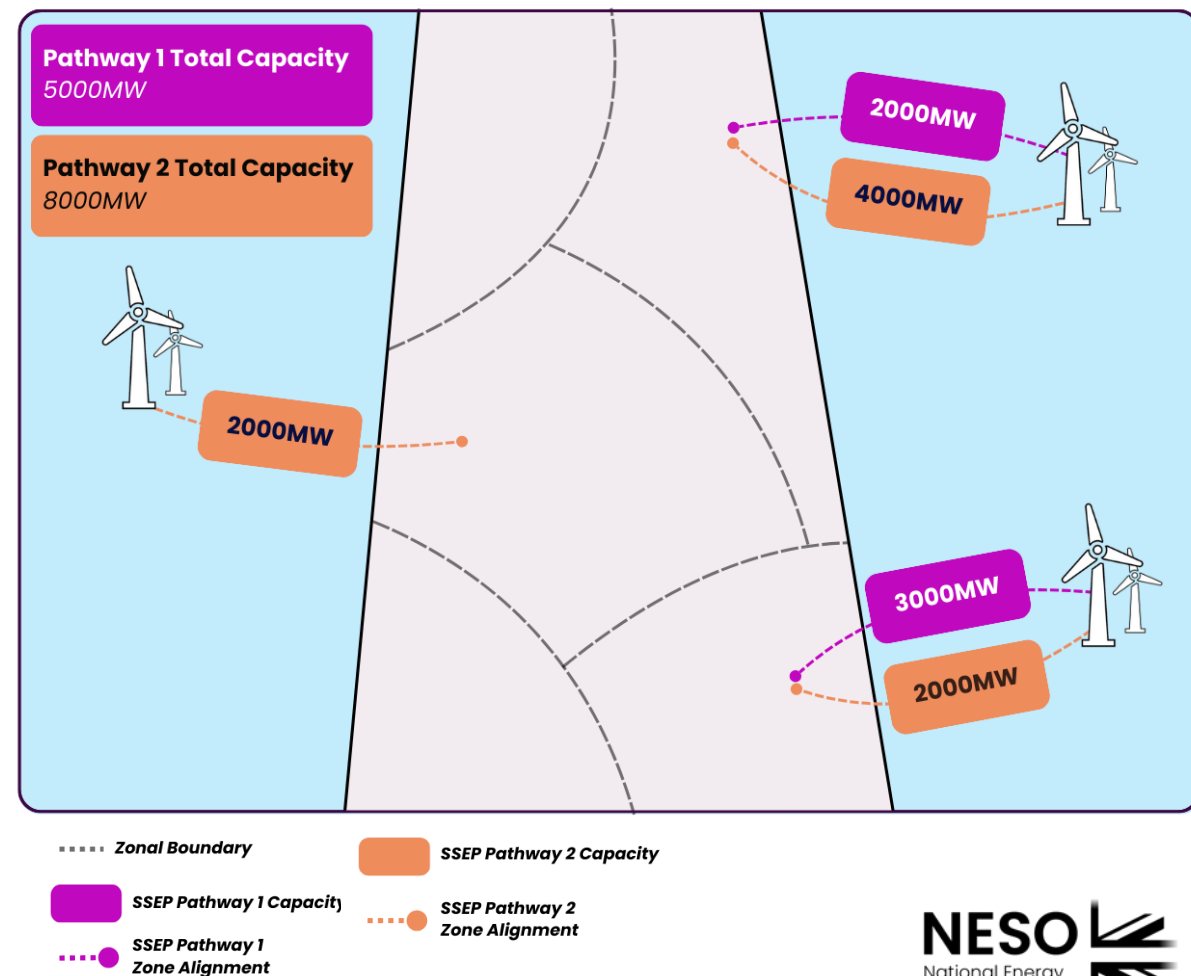 Pathway 1 Total Capacity
5000MW
Pathway 2 Total Capacity
8000MW
2000MW
4000MW
2000MW
3000MW
2000MW
Zonal Boundary
SSEP Pathway 2 Capacity
SSEP Pathway 1 Capacity
SSEP Pathway 2
Zone Alignment
SSEP Pathway 1
Zone Alignment
NESO
National Energy